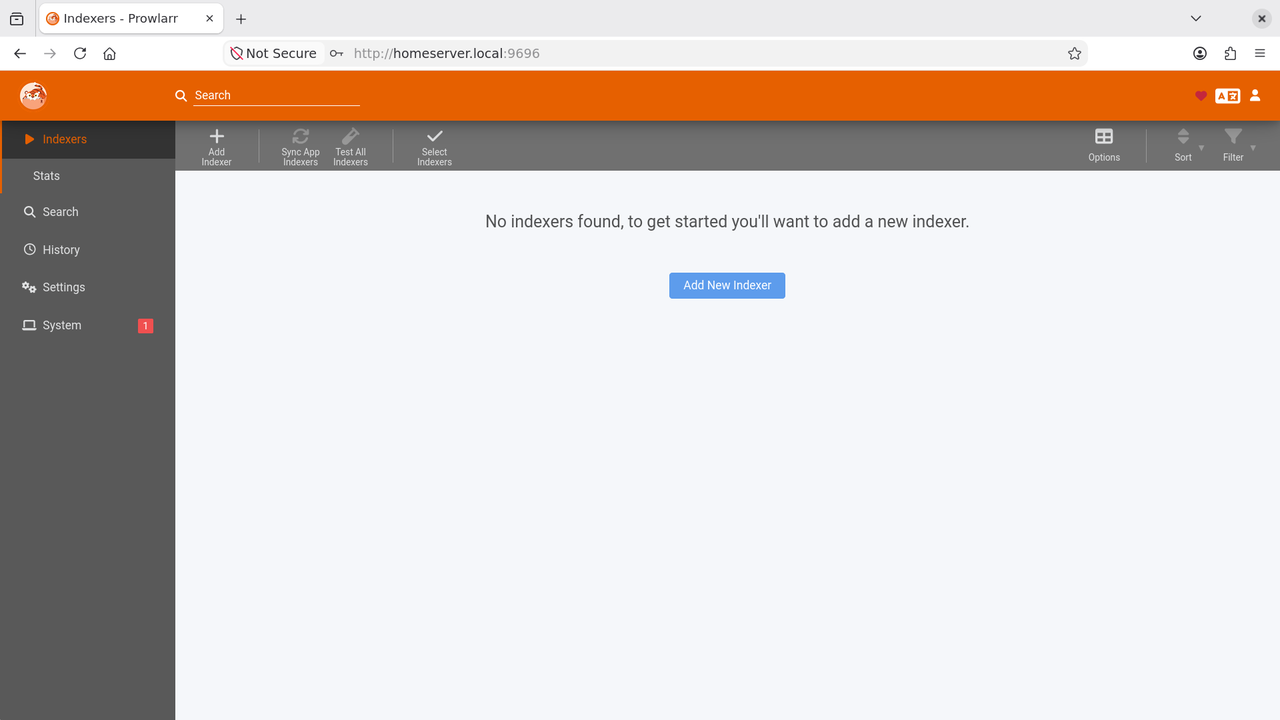 Indexers - Prowlarr
Not Secure
http://homeserver.local:9696
Search
Indexers
Stats
Search
History
Settings
System
1
Add
Indexer
Sync App
Indexers
Test All
Indexers
Select
Indexers
Options
Sort
Filter
No indexers found, to get started you'll want to add a new indexer.
Add New Indexer